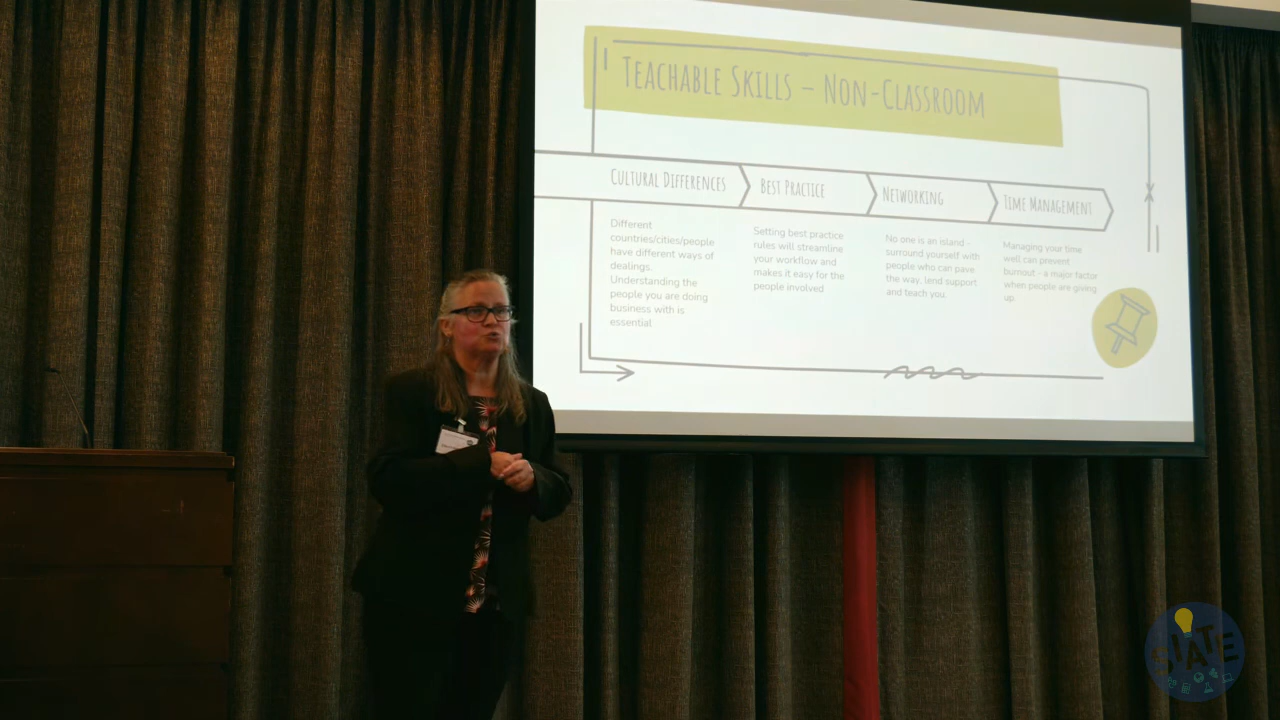 TEACHABLE SKILLS – NON-CLASSROOM
CULTURAL DIFFERENCES
Different
countries/cities/people
have different ways of
dealings.
Understanding the
people you are doing
business with is
essential
BEST PRACTICE
Setting best practice
rules will streamline
your workflow and
makes it easy for the
people involved
NETWORKING
No one is an island -
surround yourself with
people who can pave
the way, lend support
and teach you.
TIME MANAGEMENT
Managing your time
well can prevent
burnout - a major factor
when people are giving
up.
STATE